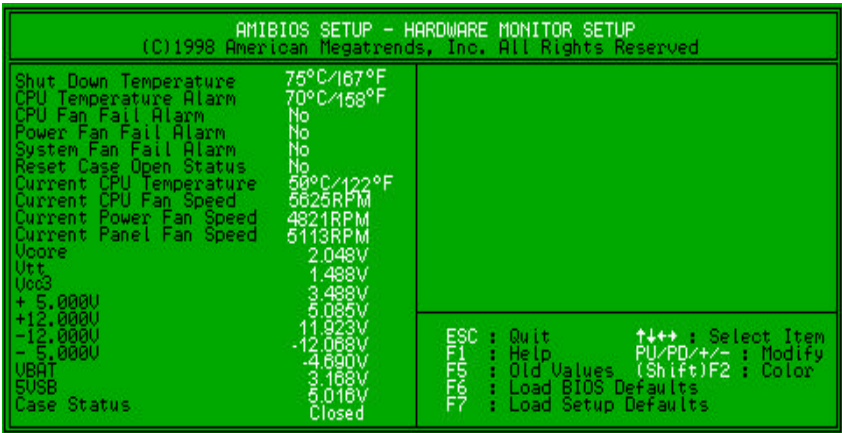 AMIBIOS SETUP – HARDWARE MONITOR SETUP
(C)1998 American Megatrends, Inc. All Rights Reserved
Shut Down Temperature 75°C/167°F
CPU Temperature Alarm 70°C/158°F
CPU Fan Fail Alarm No
Power Fan Fail Alarm No
System Fan Fail Alarm No
Reset Case Open Status No
Current CPU Temperature 50°C/122°F
Current CPU Fan Speed 5625RPM
Current Power Fan Speed 4821RPM
Current Panel Fan Speed 5113RPM
Vcore 2.048V
Vtt 1.488V
Vcc3 3.488V
+ 5.000V 5.085V
+12.000V 11.923V
-12.000V -12.068V
- 5.000V -4.690V
VBAT 3.168V
5VSB 5.016V
Case Status Closed
ESC : Quit ↑↓←→ : Select Item
F1 : Help PU/PD/+/- : Modify
F5 : Old Values (Shift)F2 : Color
F6 : Load BIOS Defaults
F7 : Load Setup Defaults